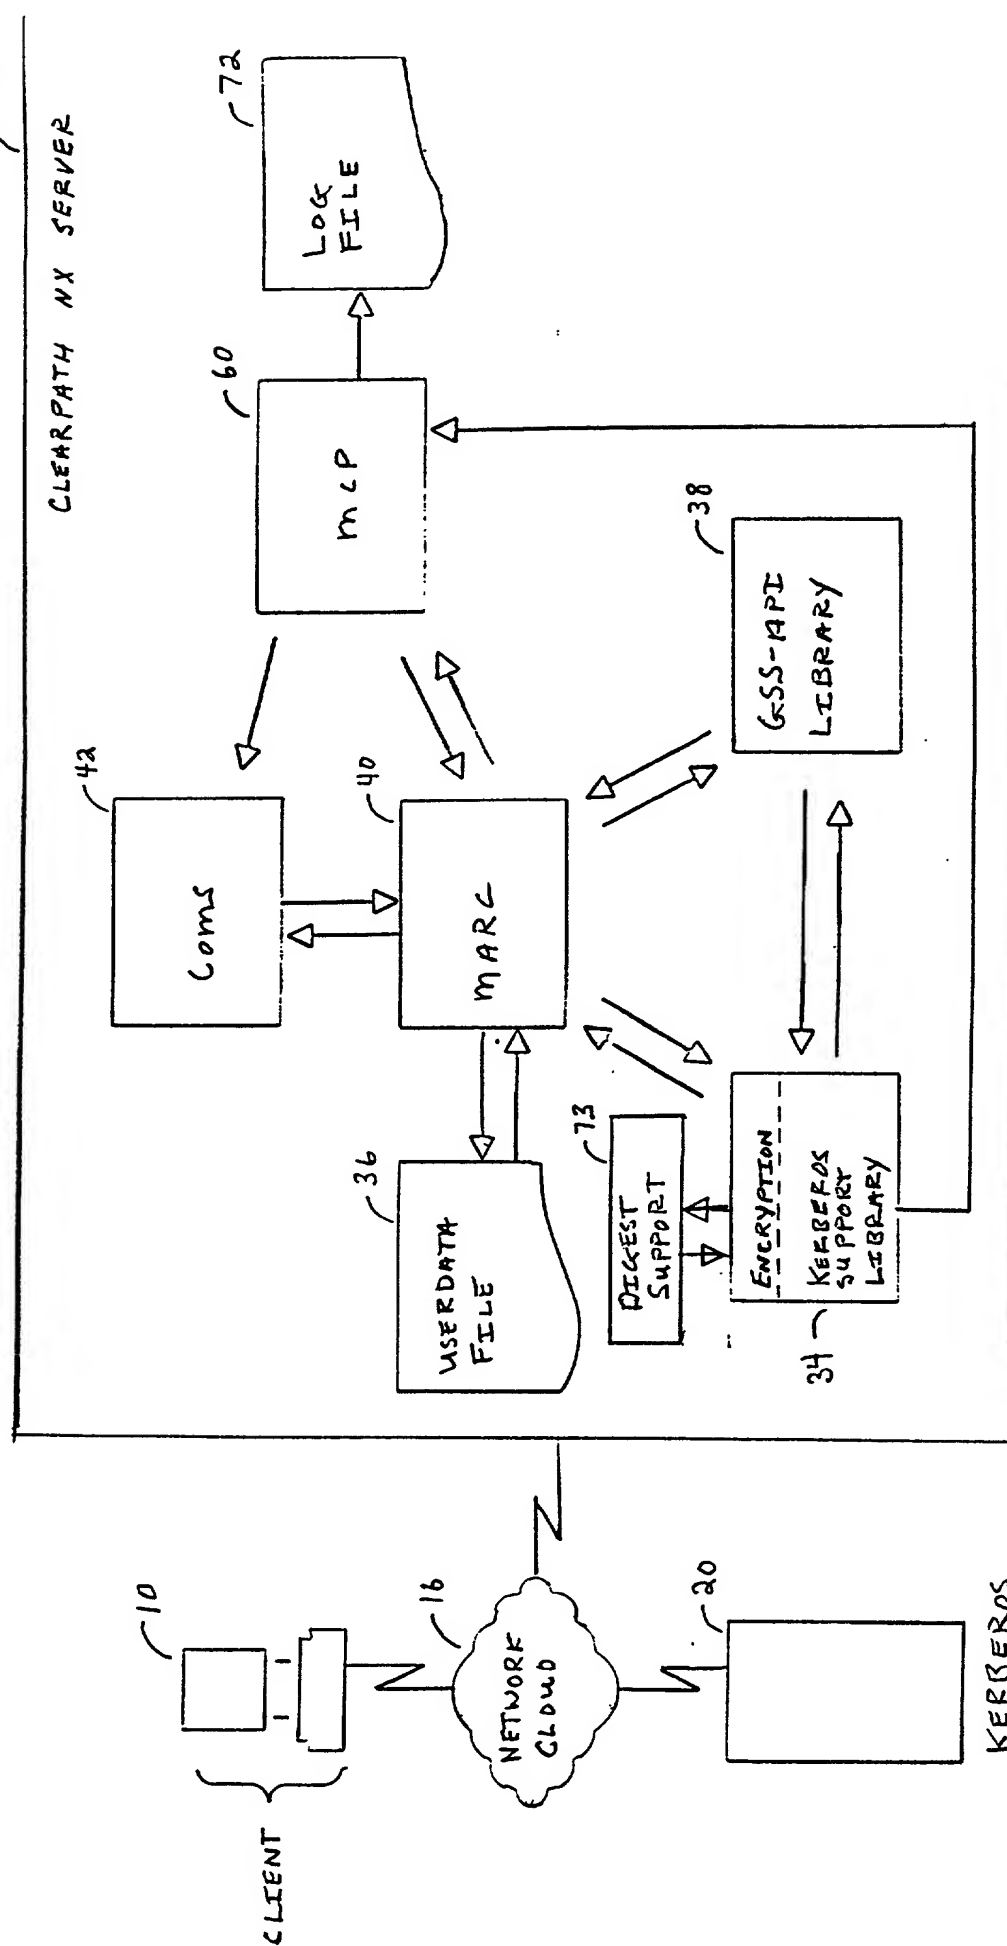 CLEARPATH NX SERVER
CLIENT
10
NETWORK
CLOUD
16
20
KERBEROS
USERDATA
FILE
36
COMS
42
MARC
40
MCP
60
LOG
FILE
72
DIGEST
SUPPORT
73
ENCRYPTION
KERBEROS
SUPPORT
LIBRARY
34
GSS-API
LIBRARY
38